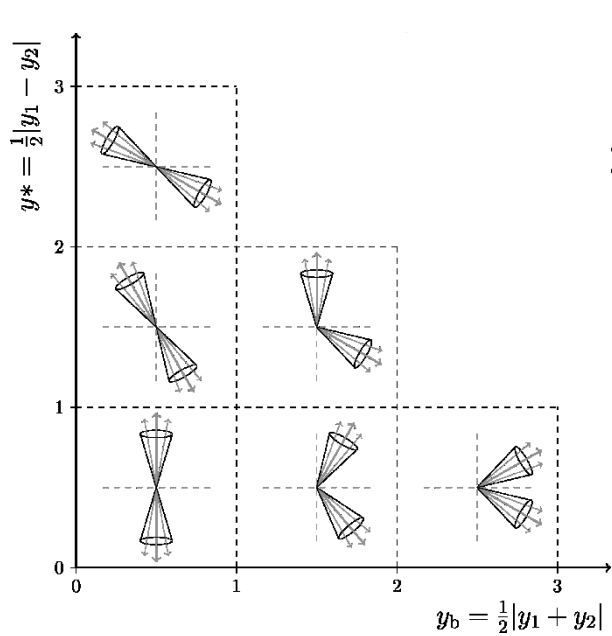 y* = ½|y₁ − y₂|
3
2
1
0
0 1 2 3
y_b = ½|y₁ + y₂|